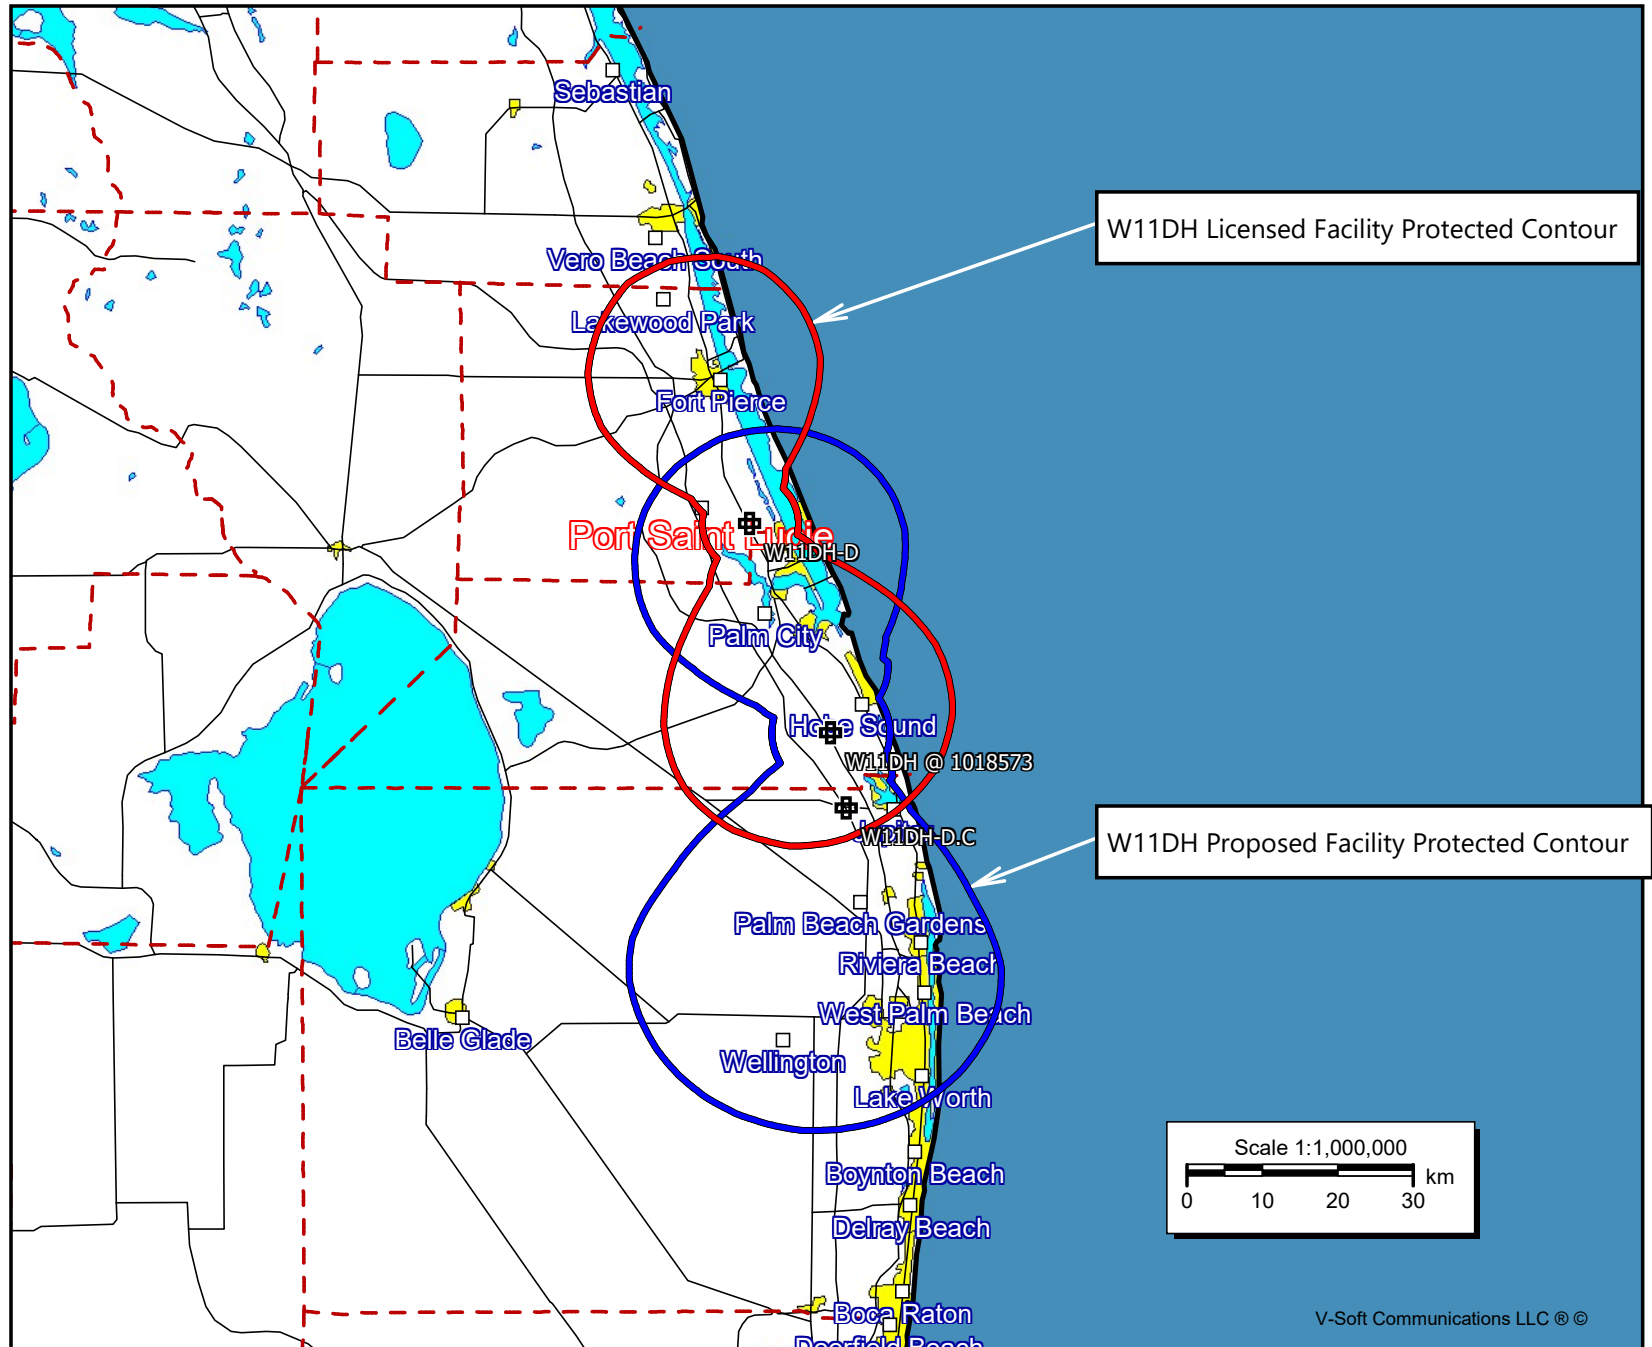 Sebastian
W11DH Licensed Facility Protected Contour
Vero Beach South
Lakewood Park
Fort Pierce
Port Saint Lucie
W11DH-D
Palm City
Hobe Sound
W11DH @ 1018573
Jupiter
W11DH-D.C
W11DH Proposed Facility Protected Contour
Palm Beach Gardens
Riviera Beach
West Palm Beach
Belle Glade
Wellington
Lake Worth
Scale 1:1,000,000
km
0 10 20 30
Boynton Beach
Delray Beach
Boca Raton
V-Soft Communications LLC ® ©
Deerfield Beach